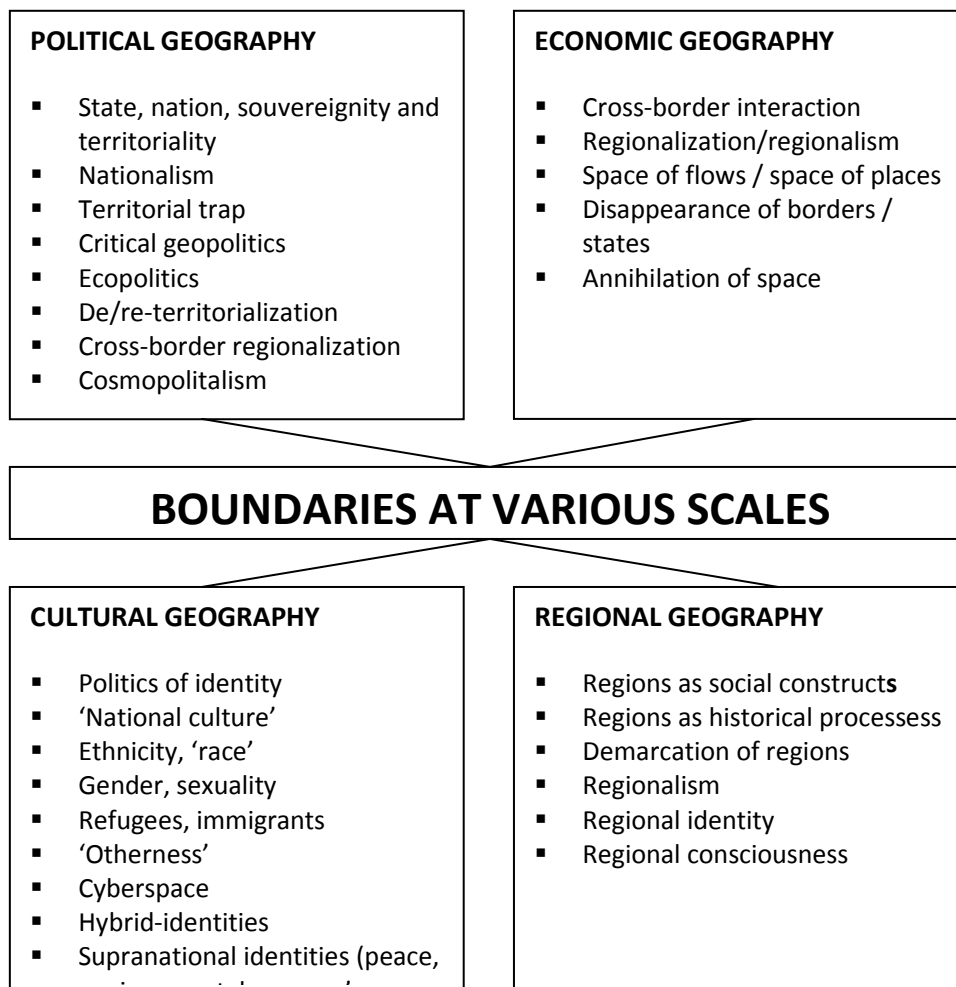 POLITICAL GEOGRAPHY
▪ State, nation, souvereignity and
territoriality
▪ Nationalism
▪ Territorial trap
▪ Critical geopolitics
▪ Ecopolitics
▪ De/re-territorialization
▪ Cross-border regionalization
▪ Cosmopolitalism
ECONOMIC GEOGRAPHY
▪ Cross-border interaction
▪ Regionalization/regionalism
▪ Space of flows / space of places
▪ Disappearance of borders /
states
▪ Annihilation of space
BOUNDARIES AT VARIOUS SCALES
CULTURAL GEOGRAPHY
▪ Politics of identity
▪ ‘National culture’
▪ Ethnicity, ‘race’
▪ Gender, sexuality
▪ Refugees, immigrants
▪ ‘Otherness’
▪ Cyberspace
▪ Hybrid-identities
▪ Supranational identities (peace,
REGIONAL GEOGRAPHY
▪ Regions as social constructs
▪ Regions as historical processess
▪ Demarcation of regions
▪ Regionalism
▪ Regional identity
▪ Regional consciousness